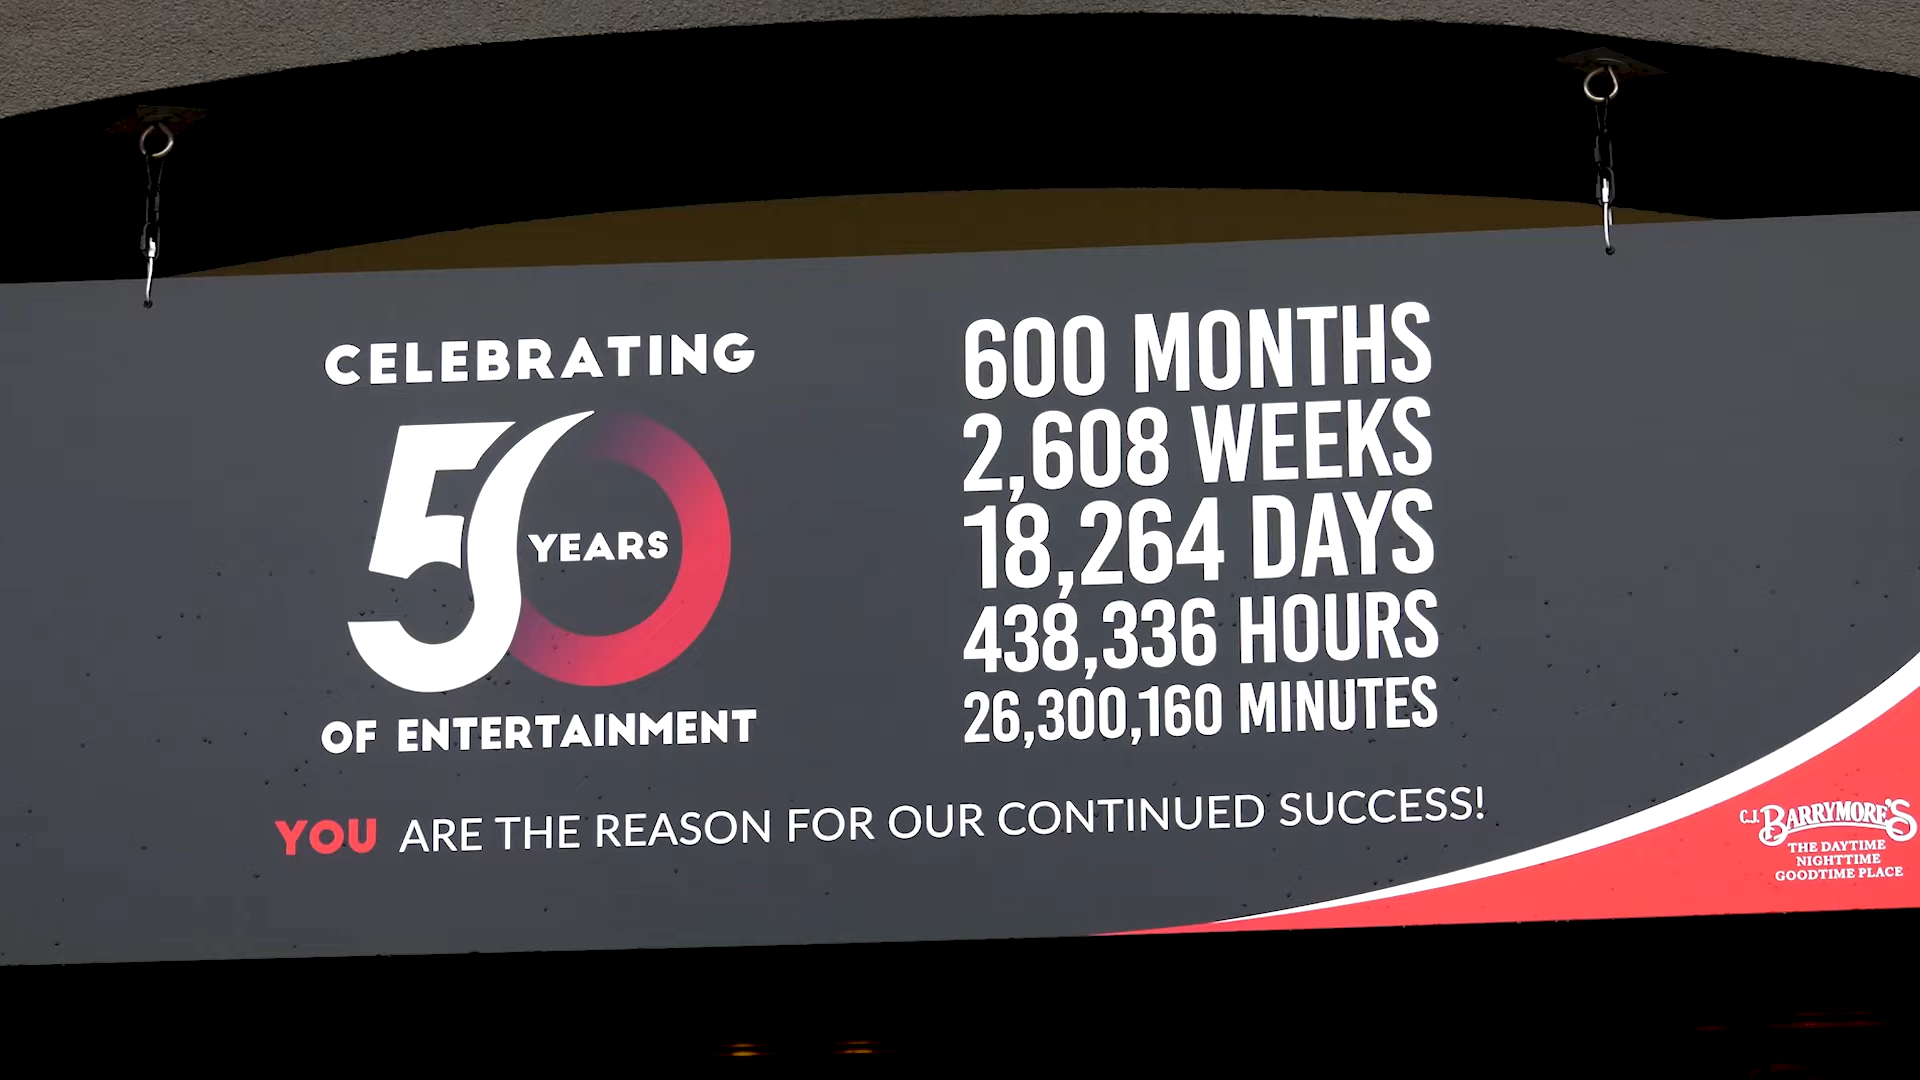 CELEBRATING
50
YEARS
OF ENTERTAINMENT
600 MONTHS
2,608 WEEKS
18,264 DAYS
438,336 HOURS
26,300,160 MINUTES
YOU ARE THE REASON FOR OUR CONTINUED SUCCESS!
C.J. BARRYMORE'S
THE DAYTIME
NIGHTTIME
GOODTIME PLACE